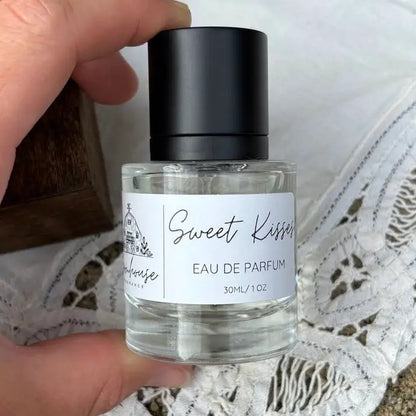 Sweet Kisses
EAU DE PARFUM
30ML/ 1 OZ